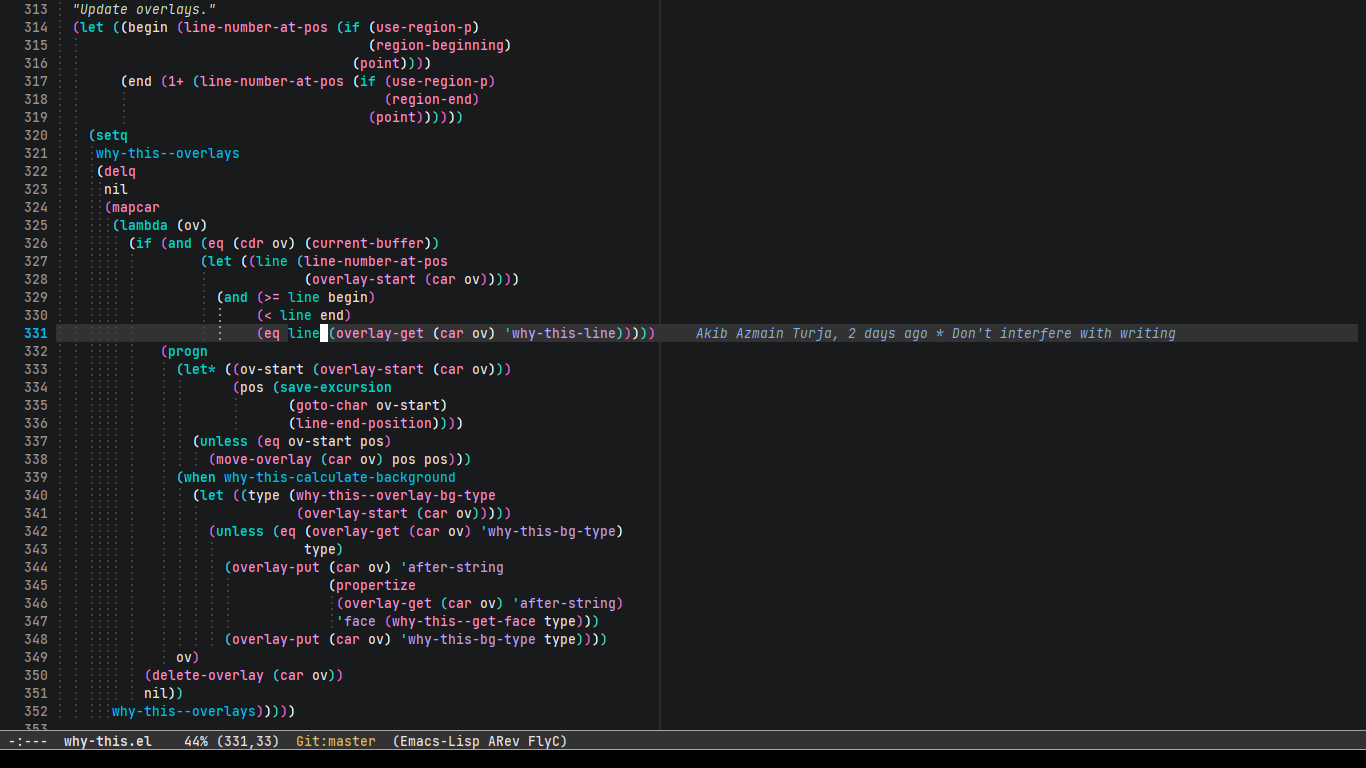 313 "Update overlays."
314 (let ((begin (line-number-at-pos (if (use-region-p)
315 (region-beginning)
316 (point))))
317 (end (1+ (line-number-at-pos (if (use-region-p)
318 (region-end)
319 (point))))))
320 (setq
321 why-this--overlays
322 (delq
323 nil
324 (mapcar
325 (lambda (ov)
326 (if (and (eq (cdr ov) (current-buffer))
327 (let ((line (line-number-at-pos
328 (overlay-start (car ov)))))
329 (and (>= line begin)
330 (< line end)
331 (eq line (overlay-get (car ov) 'why-this-line))))) Akib Azmain Turja, 2 days ago * Don't interfere with writing
332 (progn
333 (let* ((ov-start (overlay-start (car ov)))
334 (pos (save-excursion
335 (goto-char ov-start)
336 (line-end-position))))
337 (unless (eq ov-start pos)
338 (move-overlay (car ov) pos pos)))
339 (when why-this-calculate-background
340 (let ((type (why-this--overlay-bg-type
341 (overlay-start (car ov)))))
342 (unless (eq (overlay-get (car ov) 'why-this-bg-type)
343 type)
344 (overlay-put (car ov) 'after-string
345 (propertize
346 (overlay-get (car ov) 'after-string)
347 'face (why-this--get-face type)))
348 (overlay-put (car ov) 'why-this-bg-type type))))
349 ov)
350 (delete-overlay (car ov))
351 nil))
352 why-this--overlays)))))
353
-:--- why-this.el 44% (331,33) Git:master (Emacs-Lisp ARev FlyC)